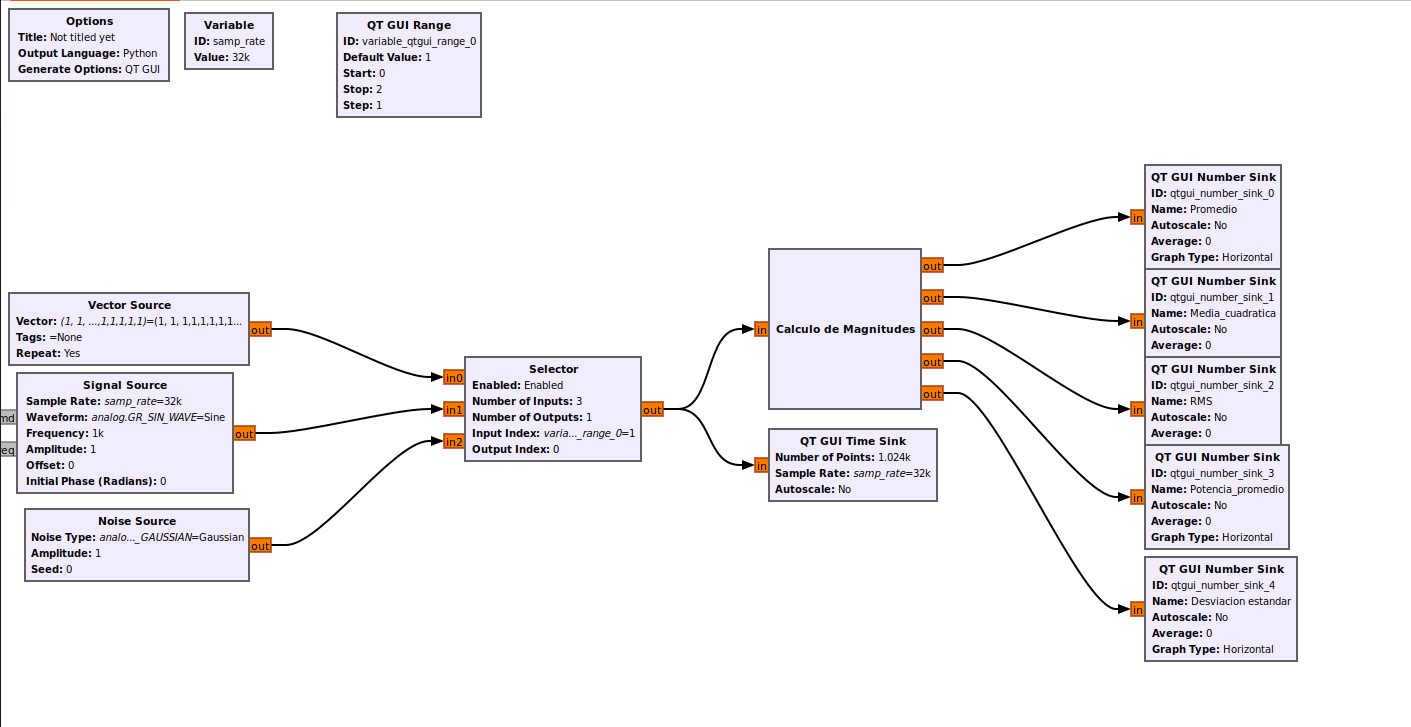 Options
Title: Not titled yet
Output Language: Python
Generate Options: QT GUI
Variable
ID: samp_rate
Value: 32k
QT GUI Range
ID: variable_qtgui_range_0
Default Value: 1
Start: 0
Stop: 2
Step: 1
Vector Source
Vector: (1, 1, ...,1,1,1,1,1)=(1, 1, 1,1,1,1,1,1...
Tags: =None
Repeat: Yes
out
Signal Source
Sample Rate: samp_rate=32k
Waveform: analog.GR_SIN_WAVE=Sine
Frequency: 1k
Amplitude: 1
Offset: 0
Initial Phase (Radians): 0
md
eq
out
Noise Source
Noise Type: analo..._GAUSSIAN=Gaussian
Amplitude: 1
Seed: 0
out
in0
in1
in2
Selector
Enabled: Enabled
Number of Inputs: 3
Number of Outputs: 1
Input Index: varia..._range_0=1
Output Index: 0
out
in
Calculo de Magnitudes
out
out
out
out
out
in
QT GUI Time Sink
Number of Points: 1.024k
Sample Rate: samp_rate=32k
Autoscale: No
in
QT GUI Number Sink
ID: qtgui_number_sink_0
Name: Promedio
Autoscale: No
Average: 0
Graph Type: Horizontal
in
QT GUI Number Sink
ID: qtgui_number_sink_1
Name: Media_cuadratica
Autoscale: No
Average: 0
in
QT GUI Number Sink
ID: qtgui_number_sink_2
Name: RMS
Autoscale: No
Average: 0
in
QT GUI Number Sink
ID: qtgui_number_sink_3
Name: Potencia_promedio
Autoscale: No
Average: 0
Graph Type: Horizontal
in
QT GUI Number Sink
ID: qtgui_number_sink_4
Name: Desviacion estandar
Autoscale: No
Average: 0
Graph Type: Horizontal